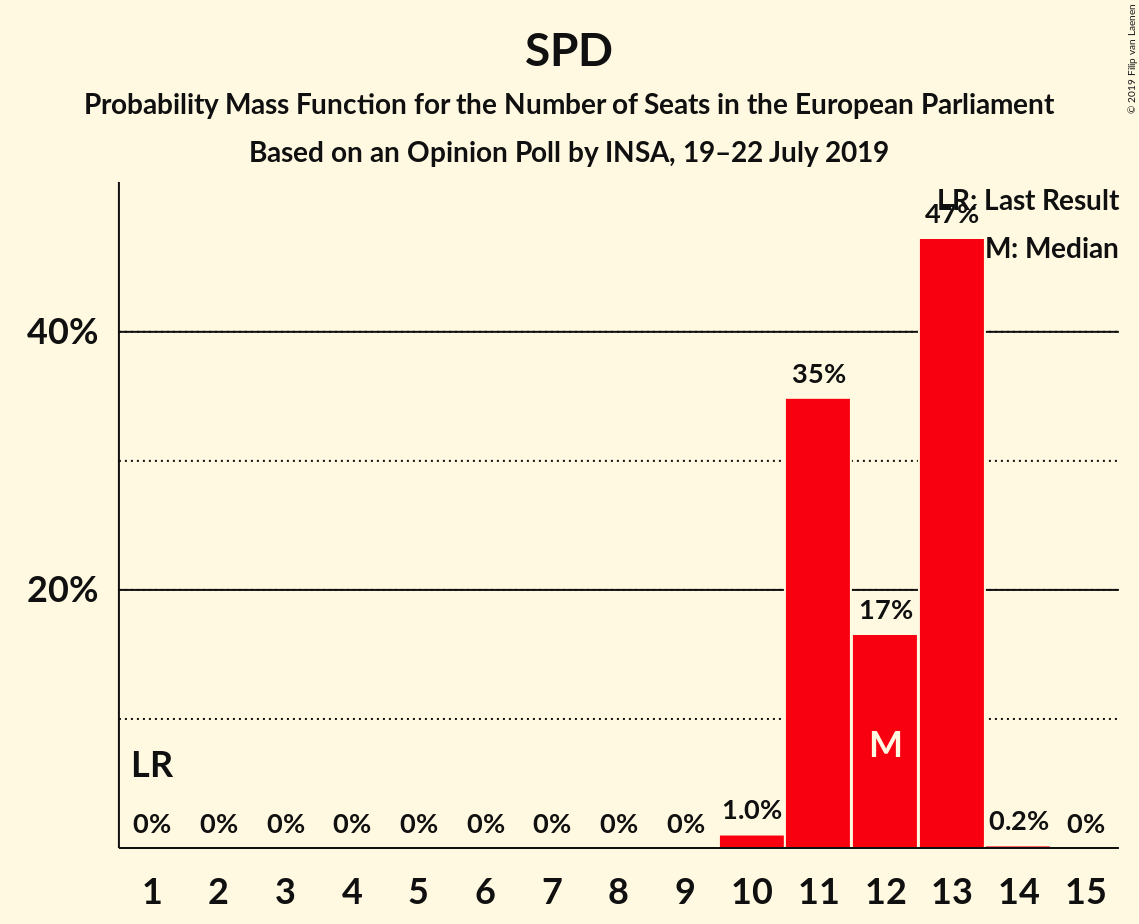 © 2019 Filip van Laenen
SPD
Probability Mass Function for the Number of Seats in the European Parliament
Based on an Opinion Poll by INSA, 19–22 July 2019
LR: Last Result
47%
M: Median
40%
35%
20%
17%
M
LR
0% 0% 0% 0% 0% 0% 0% 0% 0% 1.0% 0.2% 0%
1 2 3 4 5 6 7 8 9 10 11 12 13 14 15